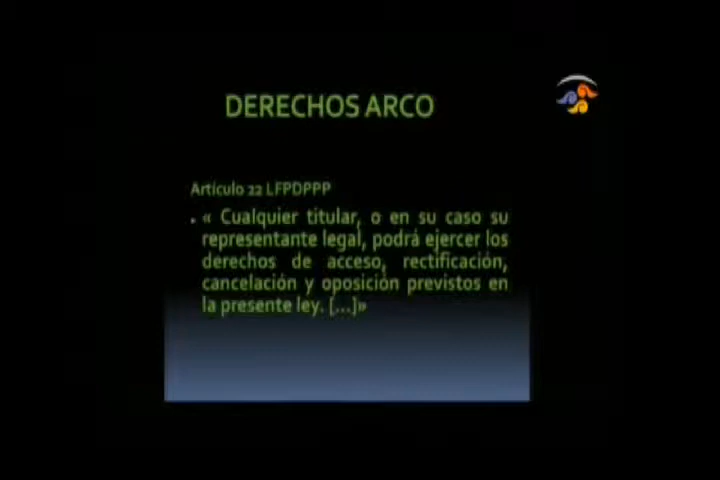 DERECHOS ARCO
Artículo 22 LFPDPPP
• « Cualquier titular, o en su caso su
representante legal, podrá ejercer los
derechos de acceso, rectificación,
cancelación y oposición previstos en
la presente ley. [...]»